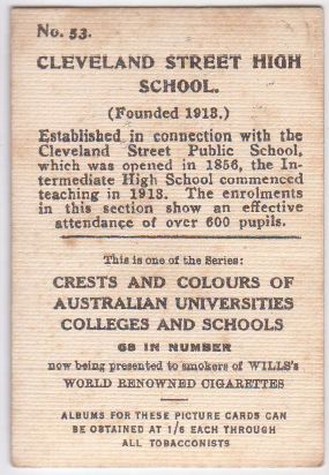 No. 53.
CLEVELAND STREET HIGH
SCHOOL.
(Founded 1913.)
Established in connection with the
Cleveland Street Public School,
which was opened in 1856, the In-
termediate High School commenced
teaching in 1913. The enrolments
in this section show an effective
attendance of over 600 pupils.
This is one of the Series:
CRESTS AND COLOURS OF
AUSTRALIAN UNIVERSITIES
COLLEGES AND SCHOOLS
68 IN NUMBER
now being presented to smokers of WILLS's
WORLD RENOWNED CIGARETTES
ALBUMS FOR THESE PICTURE CARDS CAN
BE OBTAINED AT 1/6 EACH THROUGH
ALL TOBACCONISTS